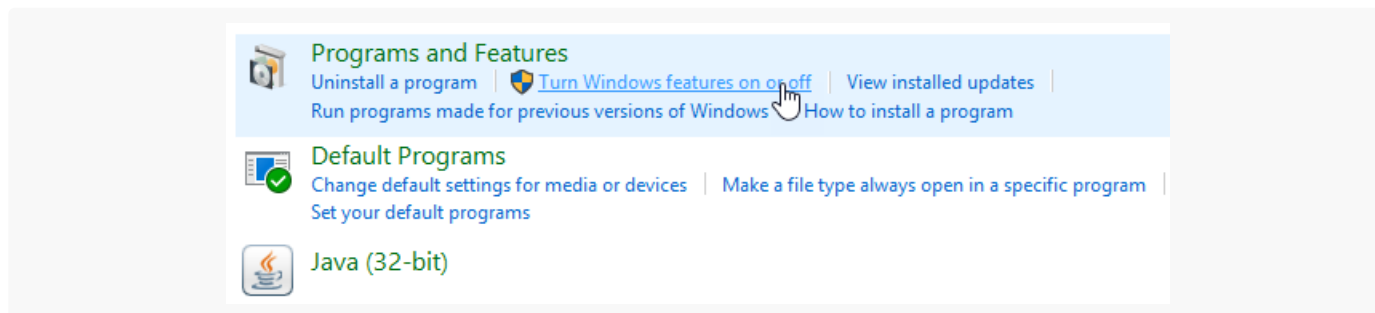 Programs and Features
Uninstall a program Turn Windows features on or off View installed updates
Run programs made for previous versions of Windows How to install a program
Default Programs
Change default settings for media or devices Make a file type always open in a specific program
Set your default programs
Java (32-bit)